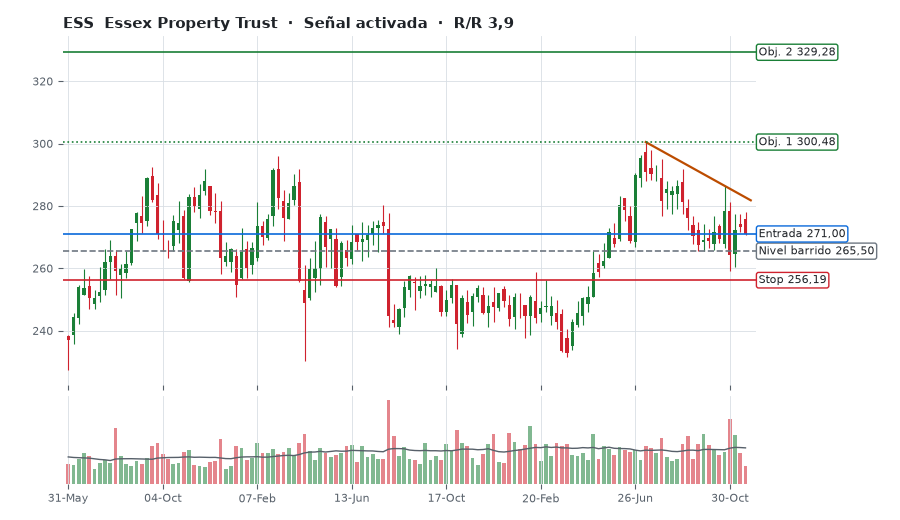 ESS Essex Property Trust · Señal activada · R/R 3,9
Obj. 2 329,28
320
Obj. 1 300,48
300
280
Entrada 271,00
Nivel barrido 265,50
260
Stop 256,19
240
31-May 04-Oct 07-Feb 13-Jun 17-Oct 20-Feb 26-Jun 30-Oct